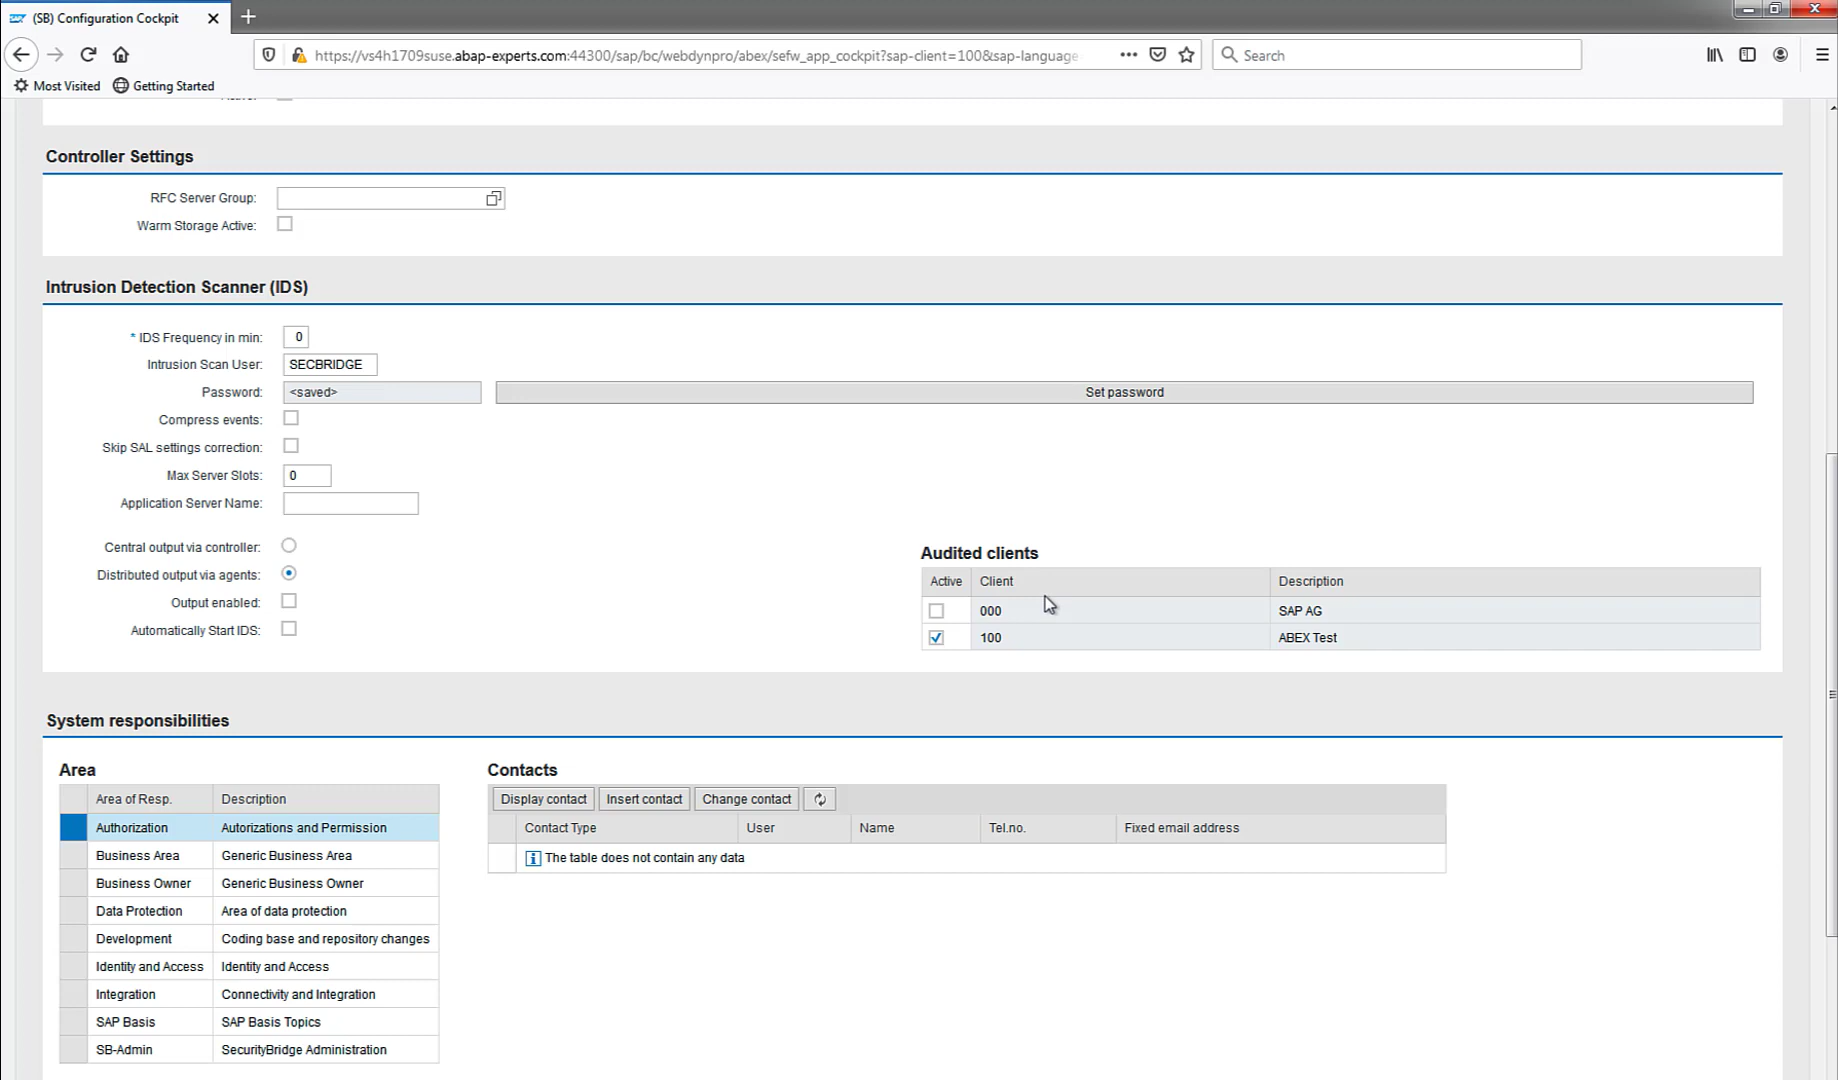 (SB) Configuration Cockpit
https://vs4h1709suse.abap-experts.com:44300/sap/bc/webdynpro/abex/sefw_app_cockpit?sap-client=100&sap-language
Search
Most Visited
Getting Started
Controller Settings
RFC Server Group:
Warm Storage Active:
Intrusion Detection Scanner (IDS)
* IDS Frequency in min: 0
Intrusion Scan User: SECBRIDGE
Password: <saved> Set password
Compress events:
Skip SAL settings correction:
Max Server Slots: 0
Application Server Name:
Central output via controller:
Distributed output via agents:
Output enabled:
Automatically Start IDS:
Audited clients
Active Client Description
000 SAP AG
100 ABEX Test
System responsibilities
Area
Area of Resp. Description
Authorization Autorizations and Permission
Business Area Generic Business Area
Business Owner Generic Business Owner
Data Protection Area of data protection
Development Coding base and repository changes
Identity and Access Identity and Access
Integration Connectivity and Integration
SAP Basis SAP Basis Topics
SB-Admin SecurityBridge Administration
Contacts
Display contact Insert contact Change contact
Contact Type User Name Tel.no. Fixed email address
The table does not contain any data